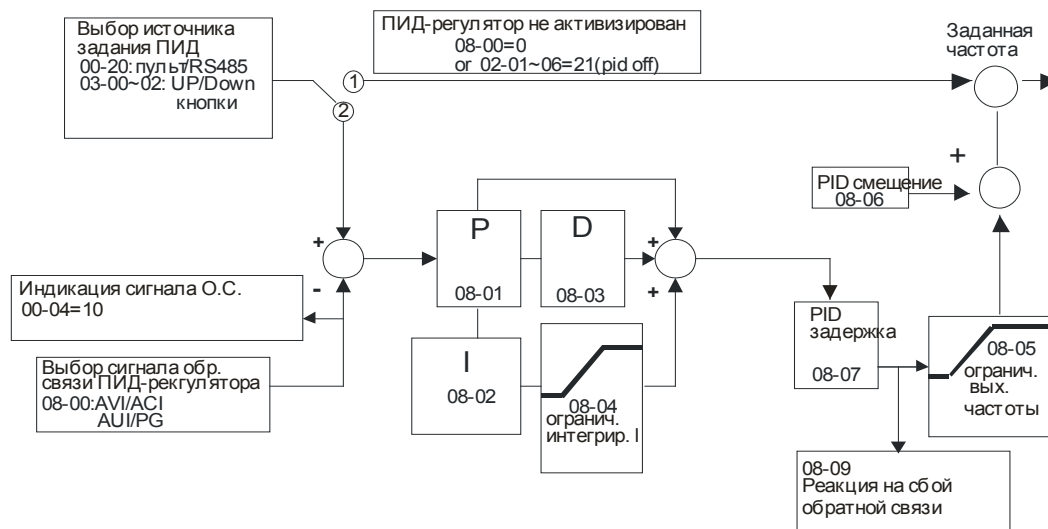 Выбор источника
задания ПИД
00-20: пульт/RS485
03-00~02: UP/Down
кнопки
ПИД-регулятор не активизирован
08-00=0
or 02-01~06=21(pid off)
Заданная
частота
1
2
+
PID смещение
08-06
+
-
P
08-01
D
08-03
+
+
Индикация сигнала О.С.
00-04=10
PID
задержка
08-07
08-05
огранич.
вых.
частоты
Выбор сигнала обр.
связи ПИД-рекгулятора
08-00:AVI/ACI
AUI/PG
I
08-02
08-04
огранич.
интегрир. I
08-09
Реакция на сбой
обратной связи